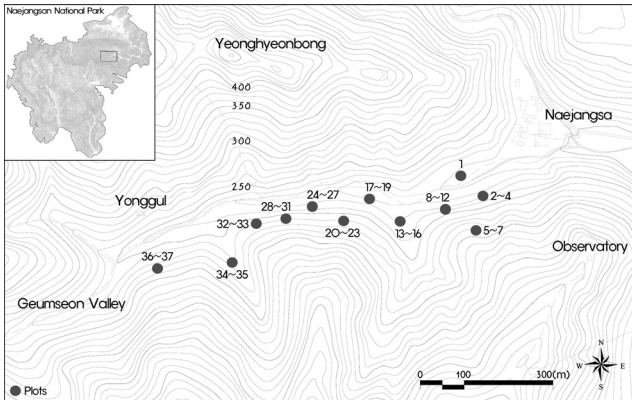 Naejangsan National Park
Yeonghyeonbong
400
350
300
250
Naejangsa
1
2~4
17~19
8~12
24~27
28~31
Yonggul
32~33
20~23
13~16
5~7
Observatory
36~37
34~35
Geumseon Valley
N
W
E
S
0
100
300(m)
Plots